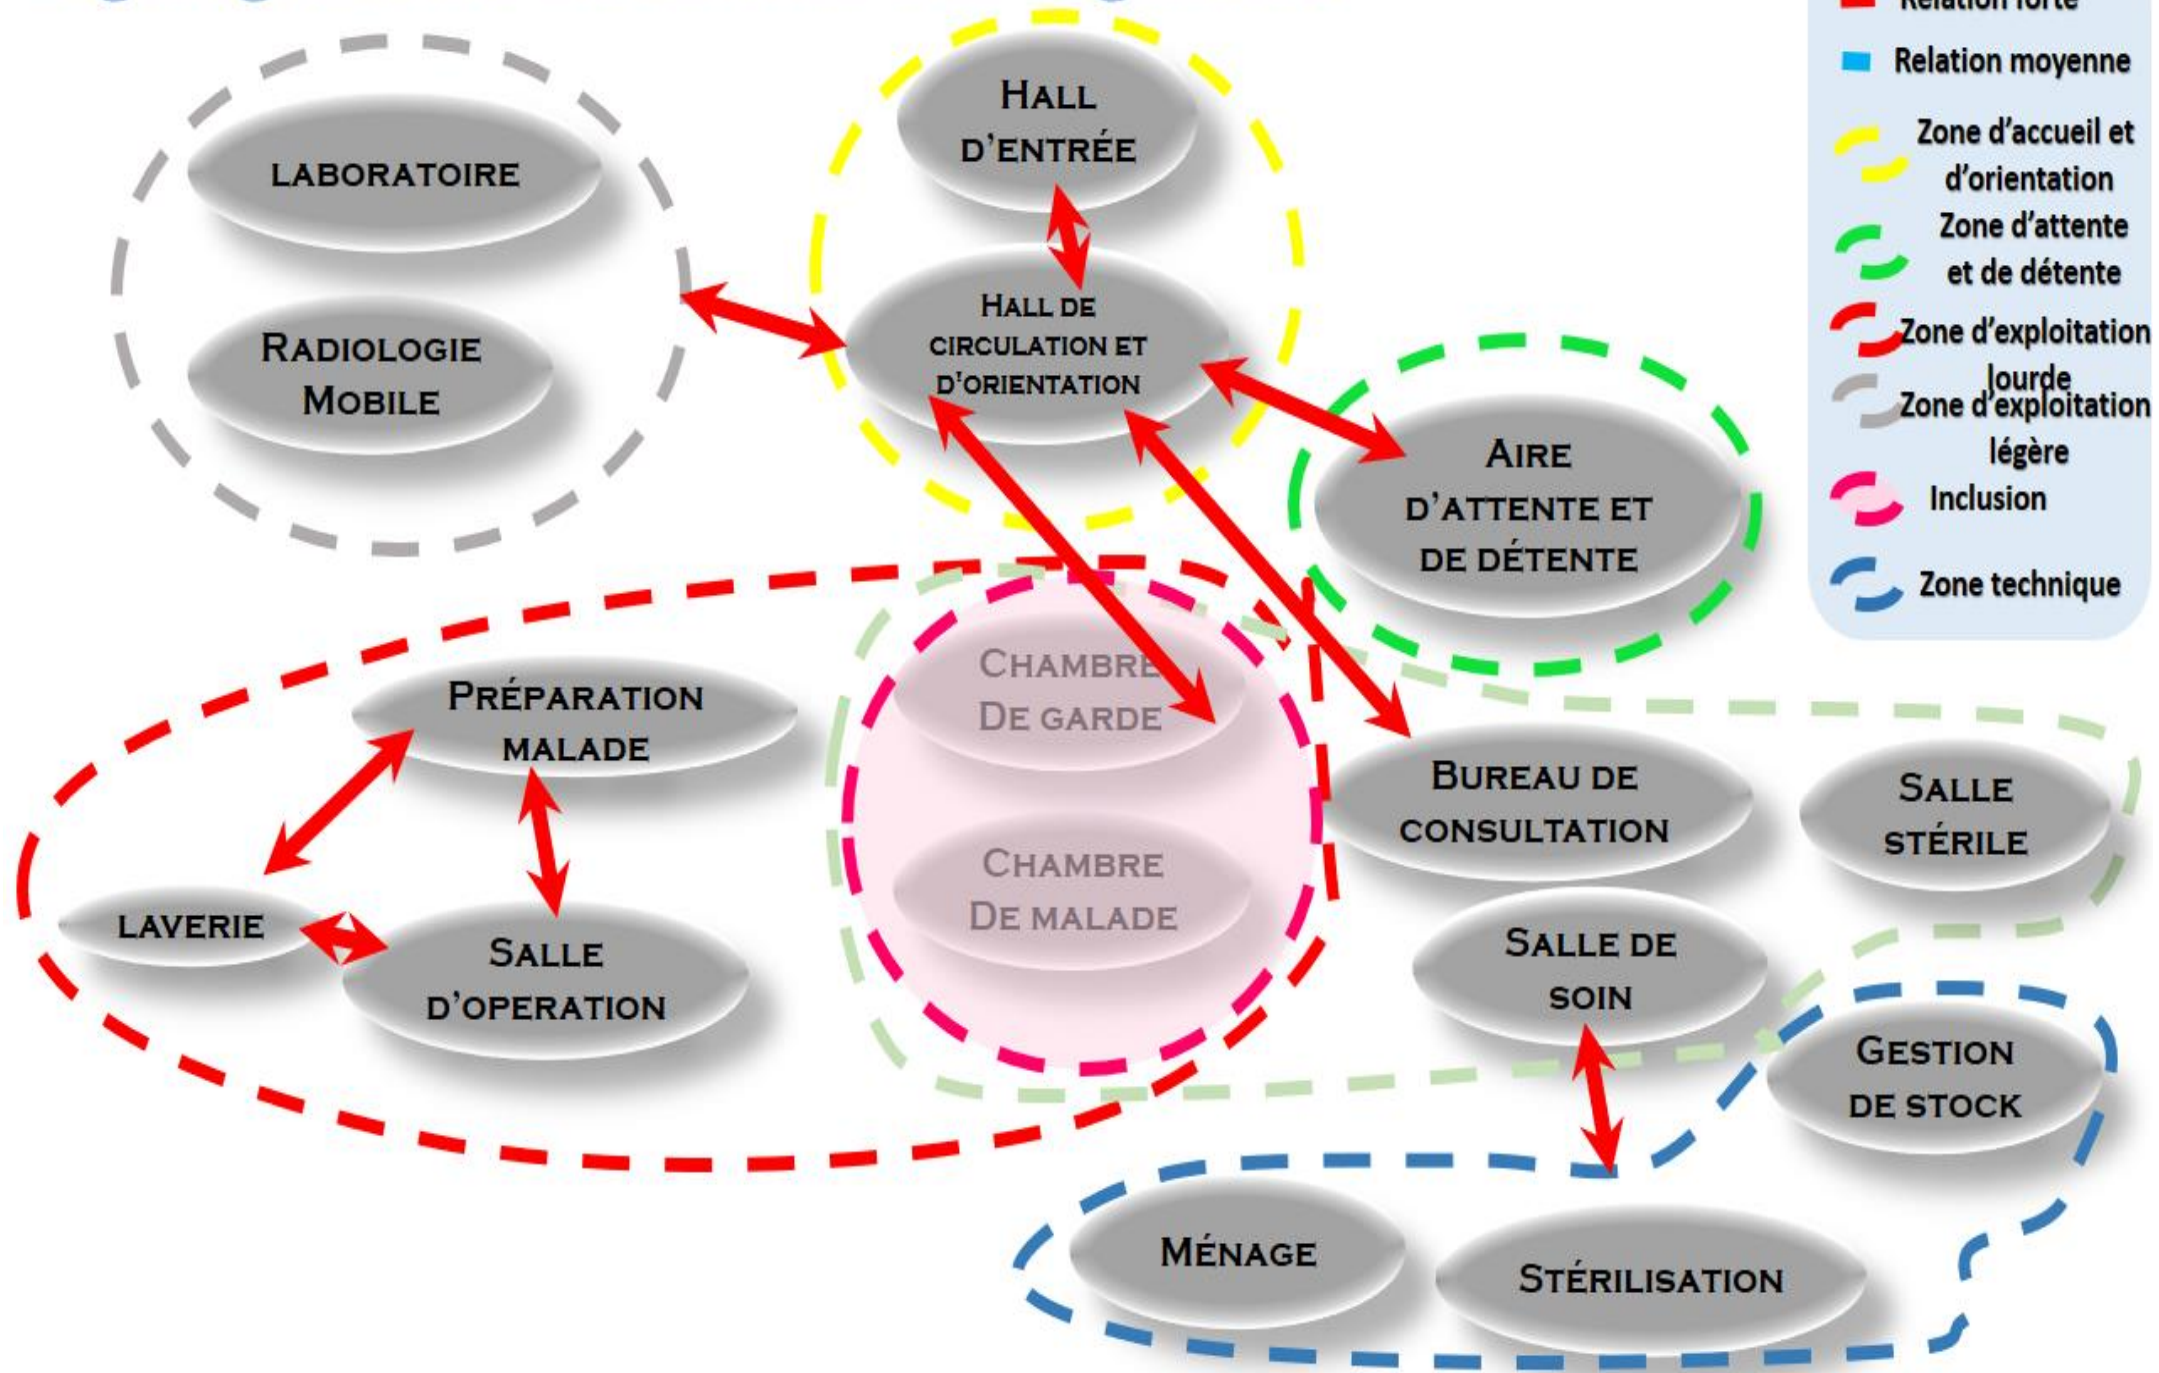 HALL
D'ENTRÉE
LABORATOIRE
RADIOLOGIE
MOBILE
HALL DE
CIRCULATION ET
D'ORIENTATION
AIRE
D'ATTENTE ET
DE DÉTENTE
CHAMBRE
DE GARDE
PRÉPARATION
MALADE
BUREAU DE
CONSULTATION
SALLE
STÉRILE
CHAMBRE
DE MALADE
LAVERIE
SALLE
D'OPERATION
SALLE DE
SOIN
GESTION
DE STOCK
MÉNAGE
STÉRILISATION
Relation forte
Relation moyenne
Zone d'accueil et
d'orientation
Zone d'attente
et de détente
Zone d'exploitation
lourde
Zone d'exploitation
légère
Inclusion
Zone technique